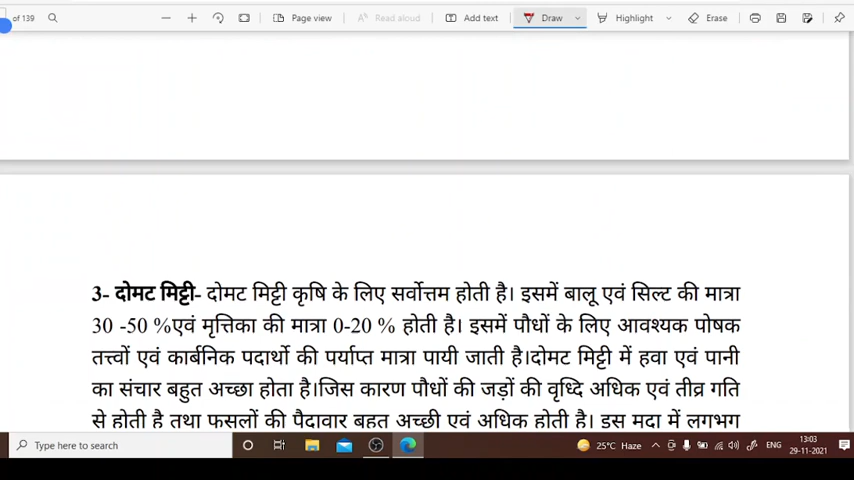 of 139 Page view Read aloud Add text Draw Highlight Erase
3- दोमट मिट्टी- दोमट मिट्टी कृषि के लिए सर्वोत्तम होती है। इसमें बालू एवं सिल्ट की मात्रा
30 -50 %एवं मृत्तिका की मात्रा 0-20 % होती है। इसमें पौधों के लिए आवश्यक पोषक
तत्त्वों एवं कार्बनिक पदार्थो की पर्याप्त मात्रा पायी जाती है।दोमट मिट्टी में हवा एवं पानी
का संचार बहुत अच्छा होता है।जिस कारण पौधों की जड़ों की वृध्दि अधिक एवं तीव्र गति
से होती है तथा फसलों की पैदावार बहुत अच्छी एवं अधिक होती है। इस मृदा में लगभग
Type here to search 25°C Haze ENG 13:03
29-11-2021